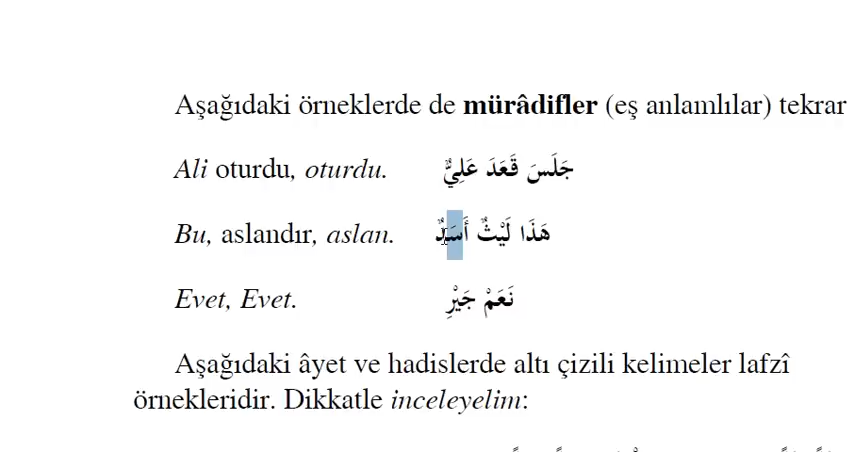 Aşağıdaki örneklerde de mürâdifler (eş anlamlılar) tekrar
Ali oturdu, oturdu. جَلَسَ قَعَدَ عَلِيٌّ
Bu, aslandır, aslan. هَذَا لَيْثٌ أَسَدٌ
Evet, Evet. نَعَمْ جَيْرِ
Aşağıdaki âyet ve hadislerde altı çizili kelimeler lafzî
örnekleridir. Dikkatle inceleyelim: